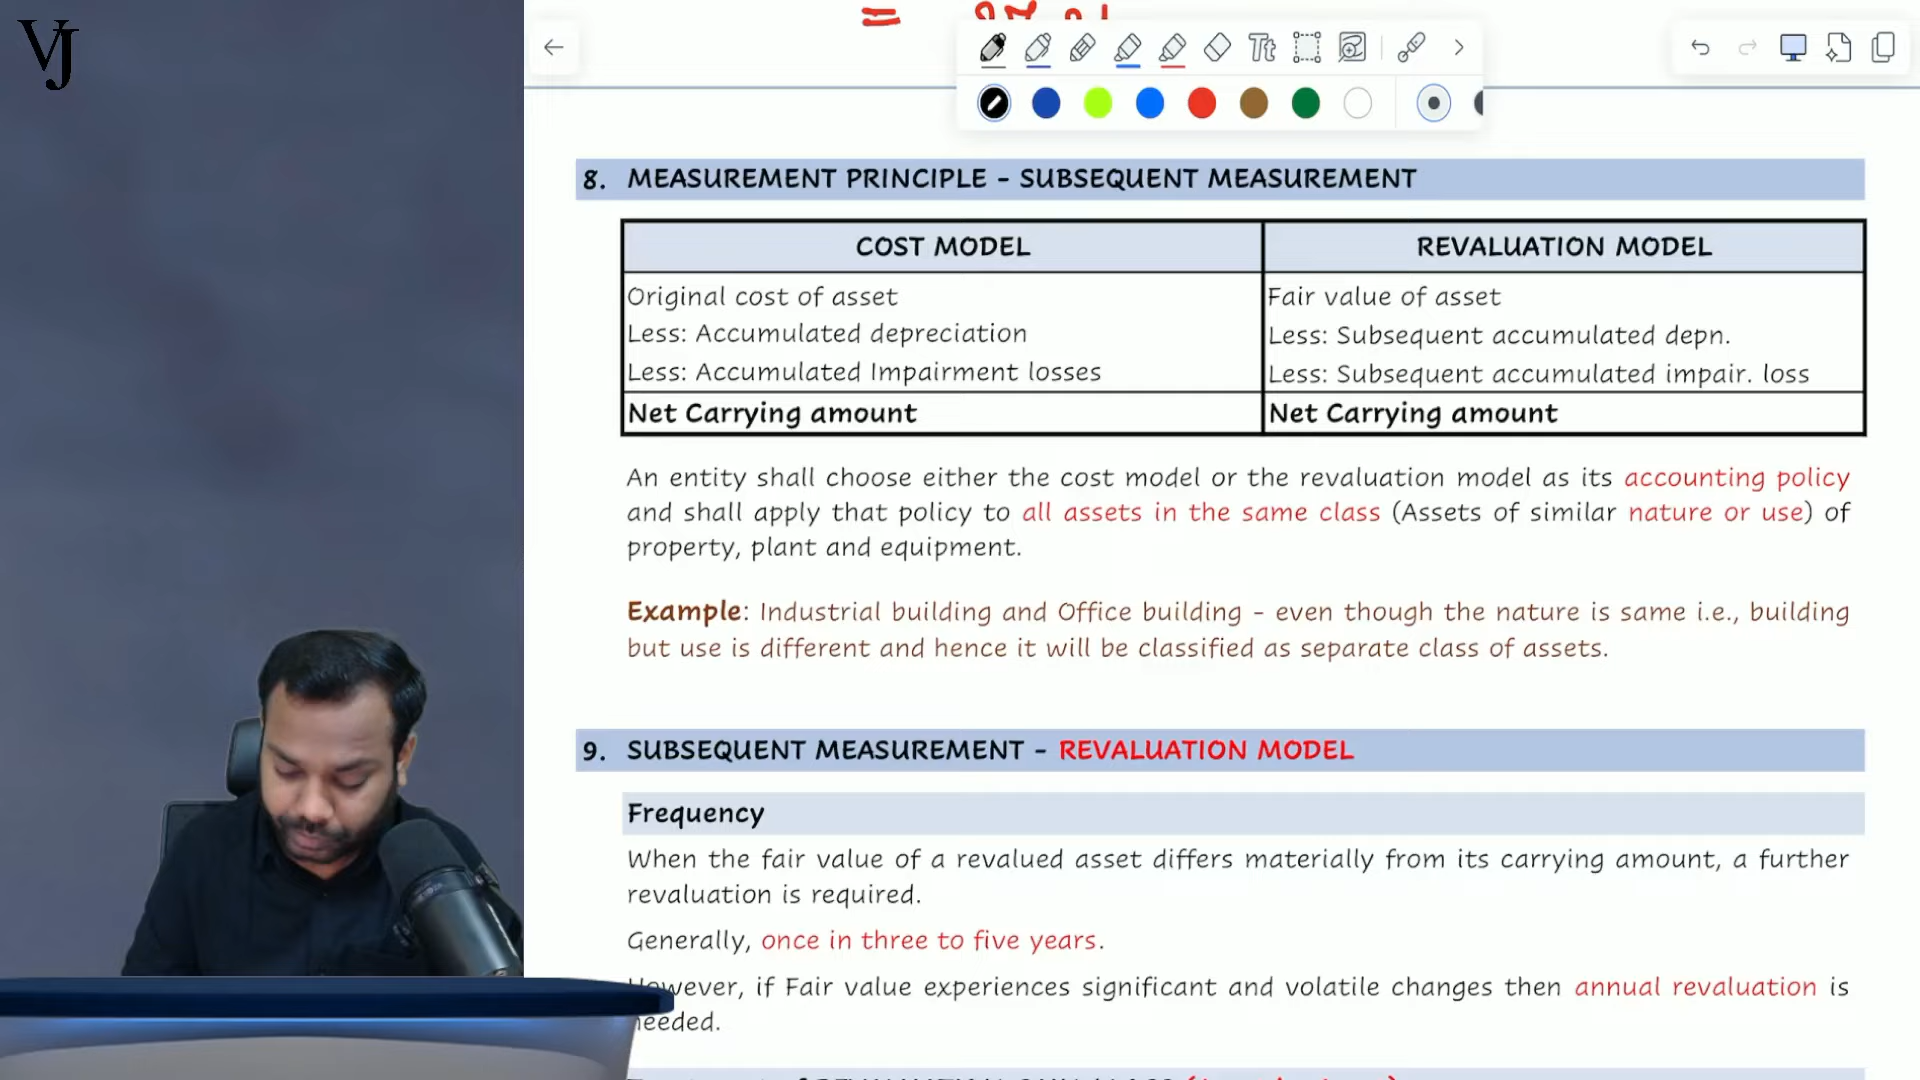 VJ
8. MEASUREMENT PRINCIPLE - SUBSEQUENT MEASUREMENT
COST MODEL
Original cost of asset
Less: Accumulated depreciation
Less: Accumulated Impairment losses
Net Carrying amount
REVALUATION MODEL
Fair value of asset
Less: Subsequent accumulated depn.
Less: Subsequent accumulated impair. loss
Net Carrying amount
An entity shall choose either the cost model or the revaluation model as its accounting policy
and shall apply that policy to all assets in the same class (Assets of similar nature or use) of
property, plant and equipment.
Example: Industrial building and Office building - even though the nature is same i.e., building
but use is different and hence it will be classified as separate class of assets.
9. SUBSEQUENT MEASUREMENT - REVALUATION MODEL
Frequency
When the fair value of a revalued asset differs materially from its carrying amount, a further
revaluation is required.
Generally, once in three to five years.
However, if Fair value experiences significant and volatile changes then annual revaluation is
needed.